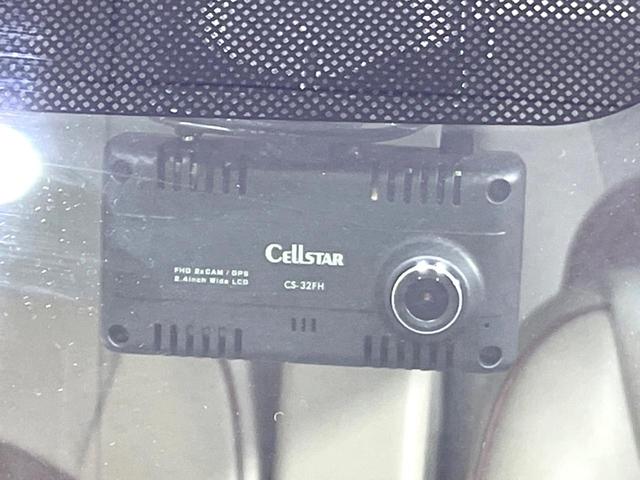 CELLSTAR
FHD 2xCAM / GPS
2.4inch Wide LCD
CS-32FH